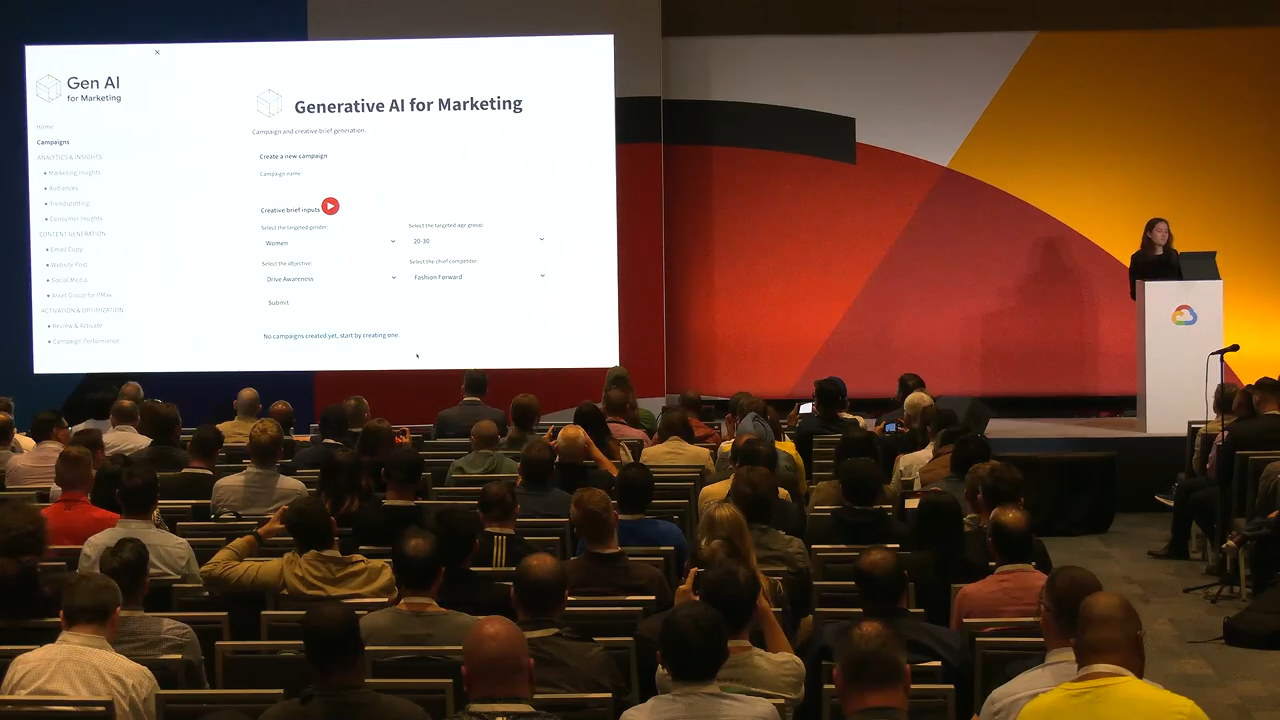 Gen AI
for Marketing
Home
Campaigns
ANALYTICS & INSIGHTS
Marketing Insights
Audiences
Trendspotting
Consumer Insights
CONTENT GENERATION
Email Copy
Website Post
Social Media
Asset Group for PMax
ACTIVATION & OPTIMIZATION
Review & Activate
Campaign Performance
Generative AI for Marketing
Campaign and creative brief generation.
Create a new campaign
Campaign name
Creative brief inputs
Select the targeted gender:
Women
Select the targeted age group:
20-30
Select the objective:
Drive Awareness
Select the chief competitor:
Fashion Forward
Submit
No campaigns created yet, start by creating one.